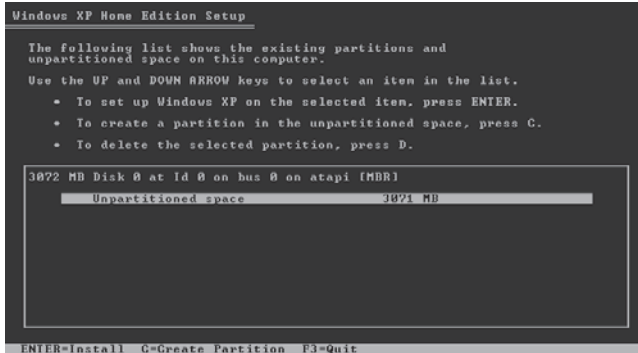 Windows XP Home Edition Setup
The following list shows the existing partitions and
unpartitioned space on this computer.
Use the UP and DOWN ARROW keys to select an item in the list.
• To set up Windows XP on the selected item, press ENTER.
• To create a partition in the unpartitioned space, press C.
• To delete the selected partition, press D.
3072 MB Disk 0 at Id 0 on bus 0 on atapi [MBR]
Unpartitioned space 3071 MB
ENTER=Install C=Create Partition F3=Quit